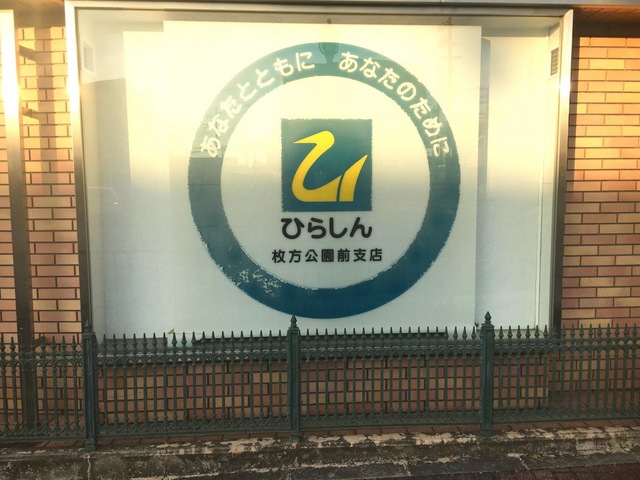 あなたとともに　あなたのために
ひらしん
枚方公園前支店